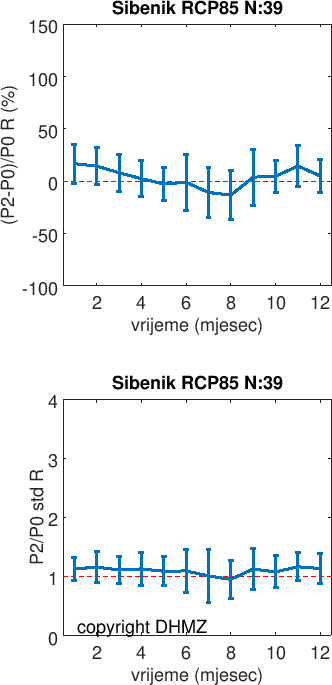 Sibenik RCP85 N:39
150
100
50
0
-50
-100
(P2-P0)/P0 R (%)
2 4 6 8 10 12
vrijeme (mjesec)
Sibenik RCP85 N:39
4
3
2
1
0
P2/P0 std R
copyright DHMZ
2 4 6 8 10 12
vrijeme (mjesec)